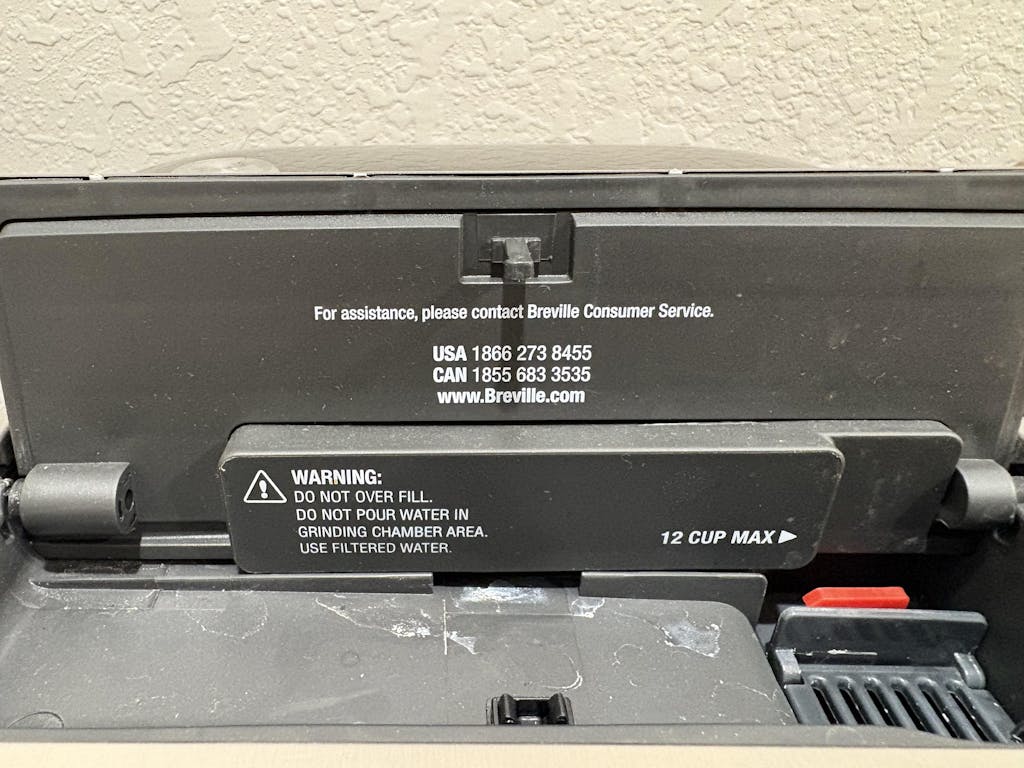 For assistance, please contact Breville Consumer Service.
USA 1866 273 8455
CAN 1855 683 3535
www.Breville.com
WARNING:
DO NOT OVER FILL.
DO NOT POUR WATER IN
GRINDING CHAMBER AREA.
USE FILTERED WATER.
12 CUP MAX